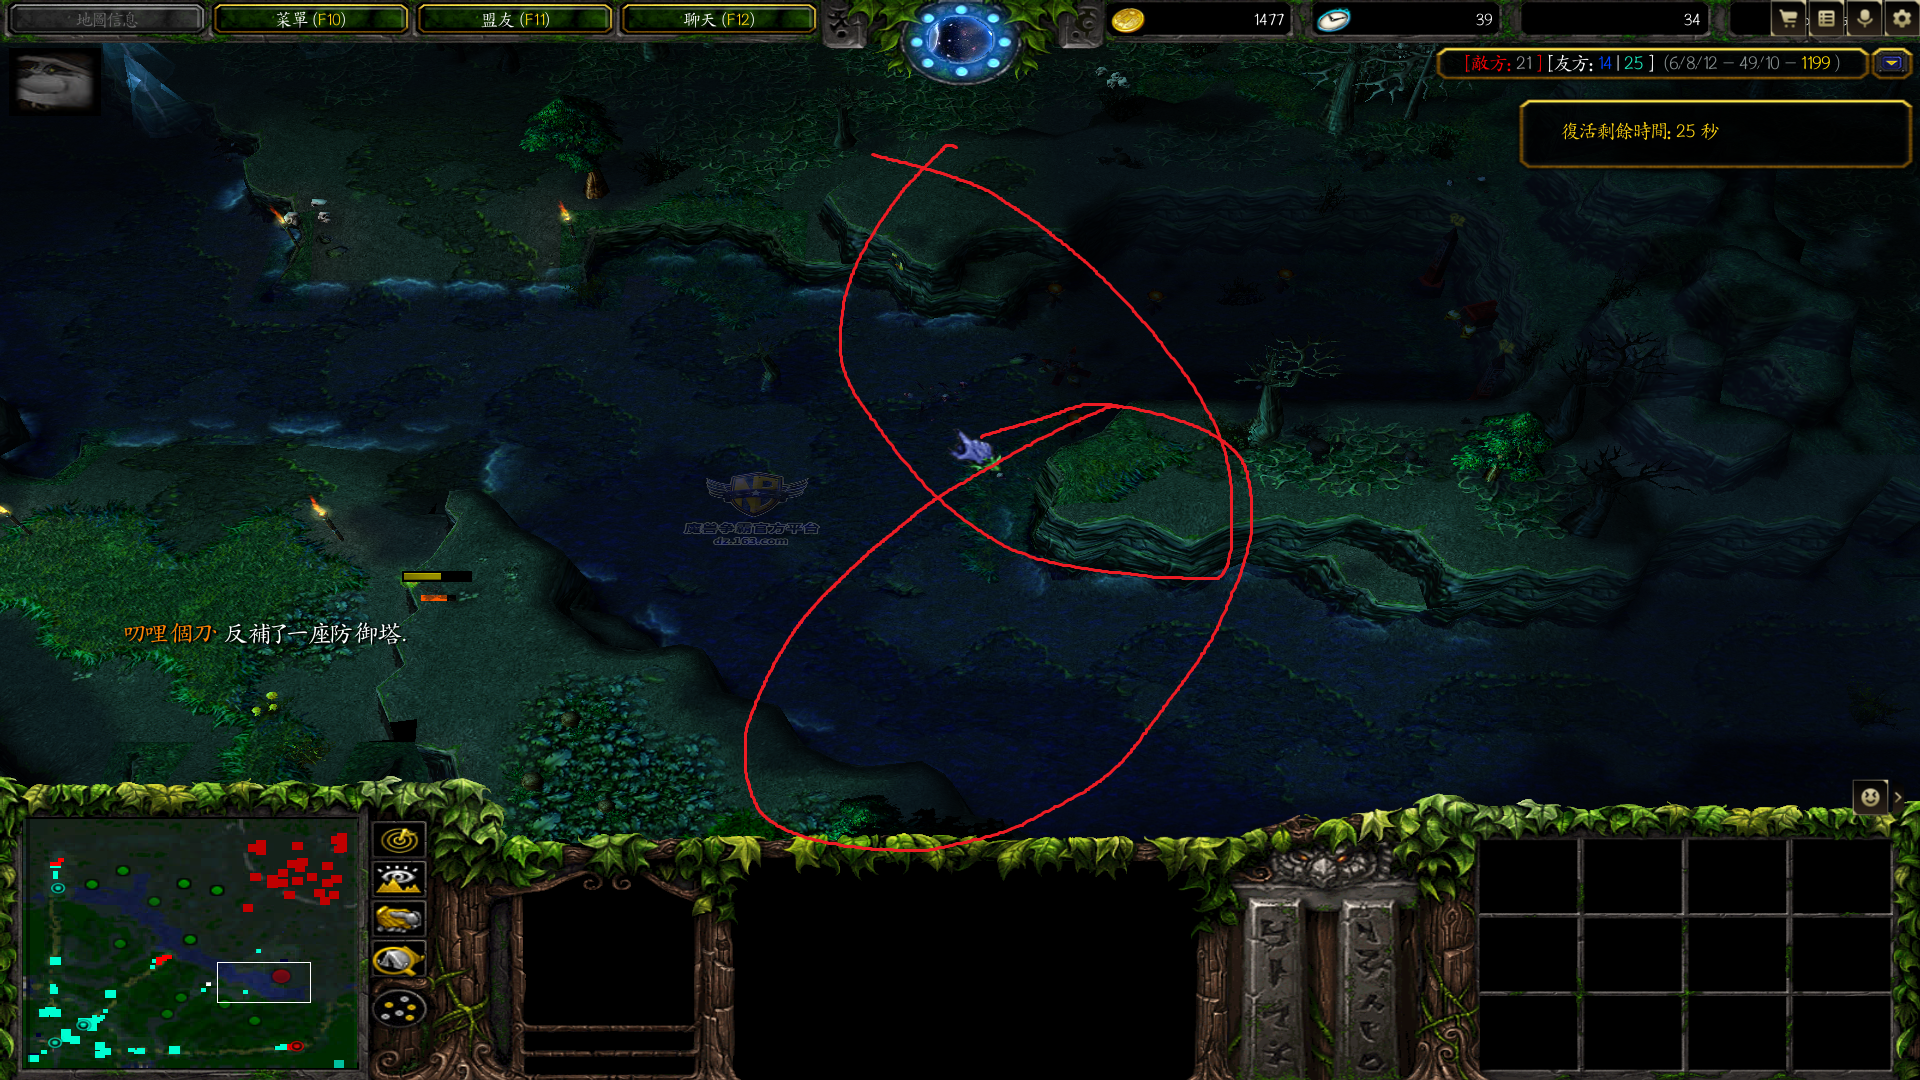 地圖信息
菜單 (F10)
盟友 (F11)
聊天 (F12)
1477
39
34
[敵方: 21 ] [友方: 14 | 25 ] (6/8/12 – 49/10 – 1199 )
復活剩餘時間: 25 秒
魔兽争霸官方平台
dz.163.com
叨哩個刀· 反補了一座防御塔.